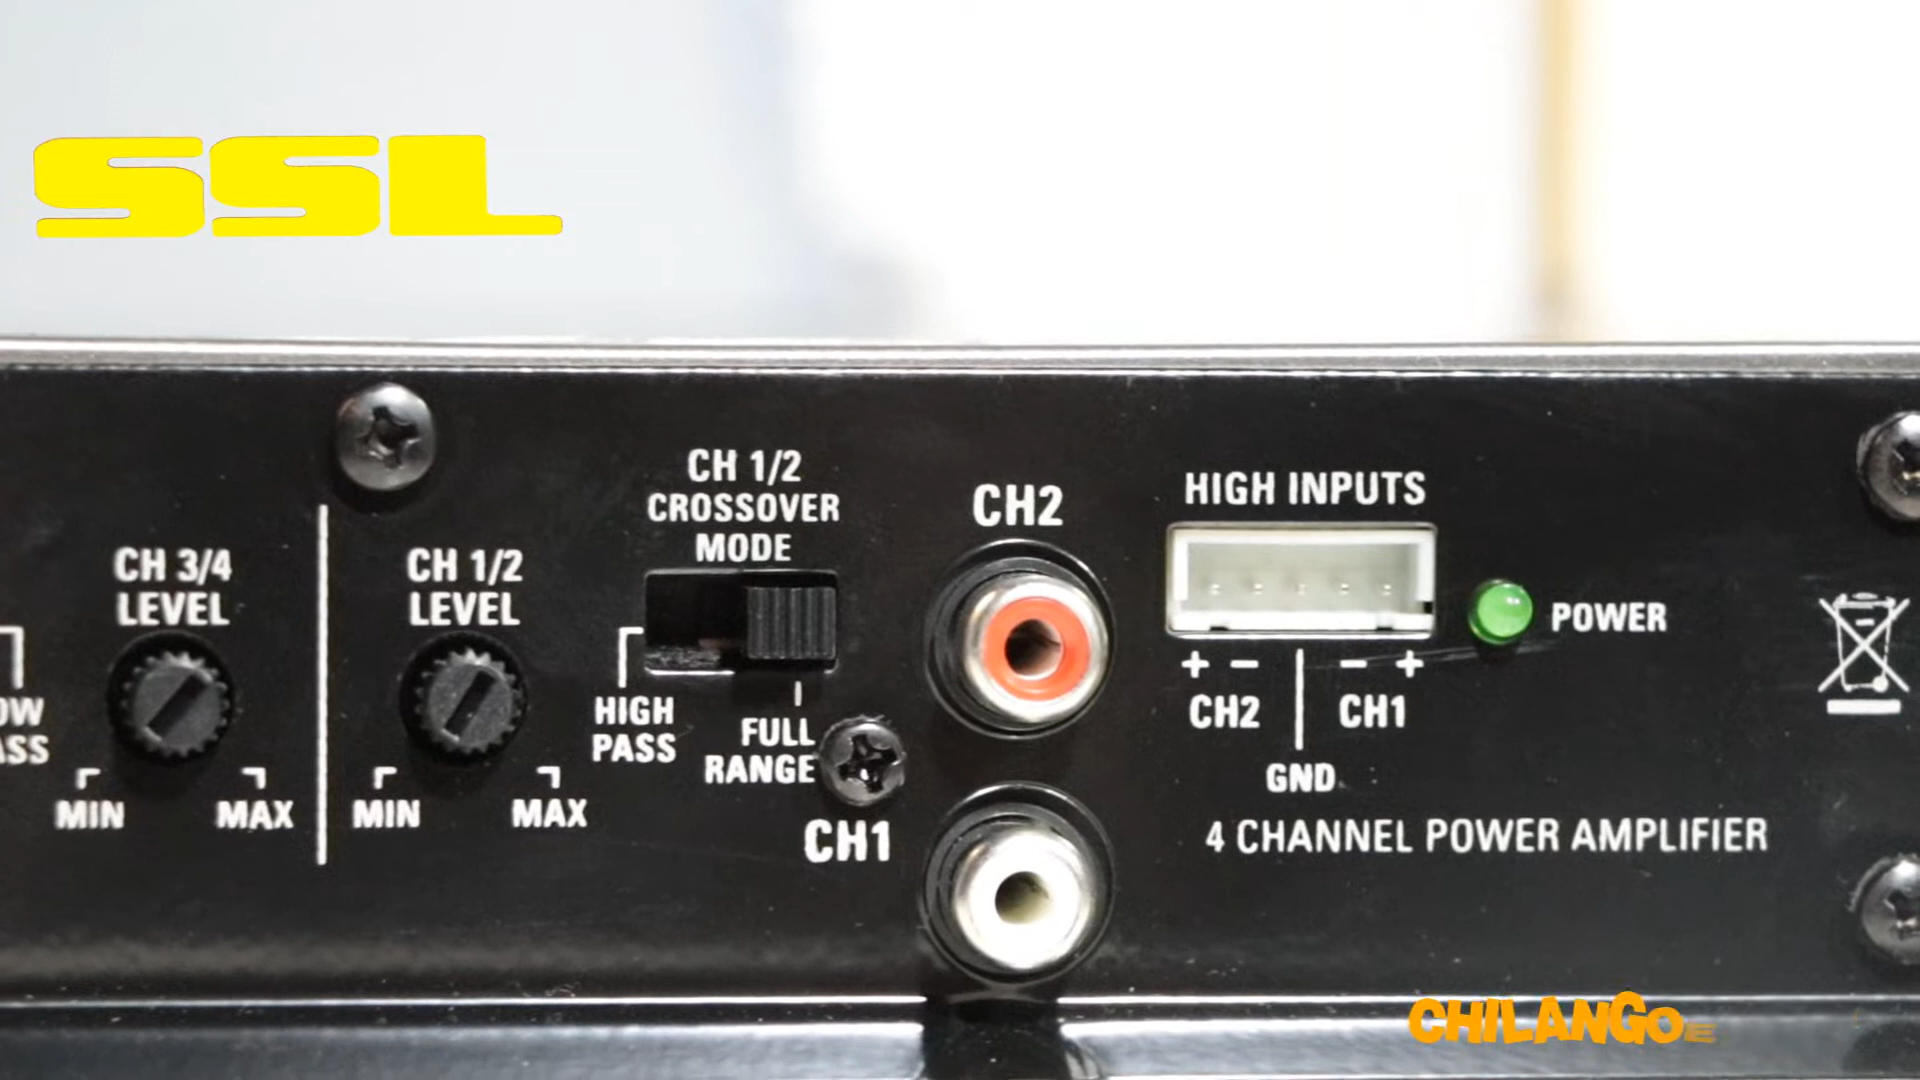 SSL
CH 3/4
LEVEL
MIN MAX
CH 1/2
LEVEL
MIN MAX
CH 1/2
CROSSOVER
MODE
HIGH
PASS
FULL
RANGE
CH2
CH1
HIGH INPUTS
+ - - +
CH2 CH1
GND
POWER
4 CHANNEL POWER AMPLIFIER
CHILANGO